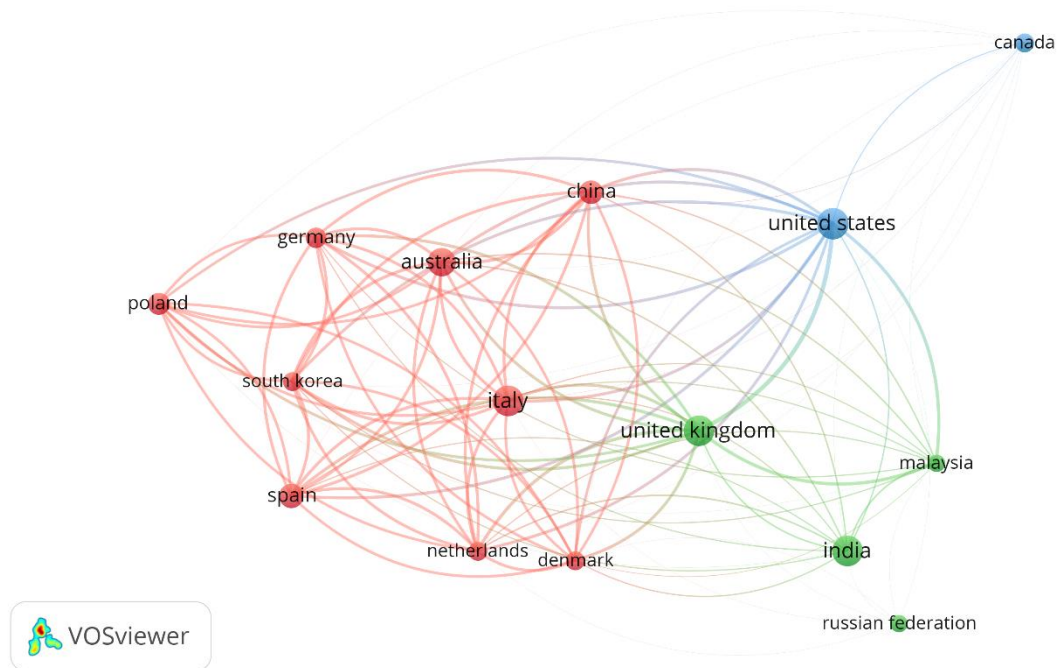 canada
china
united states
germany
australia
poland
south korea
italy
united kingdom
malaysia
spain
netherlands
denmark
india
russian federation
VOSviewer